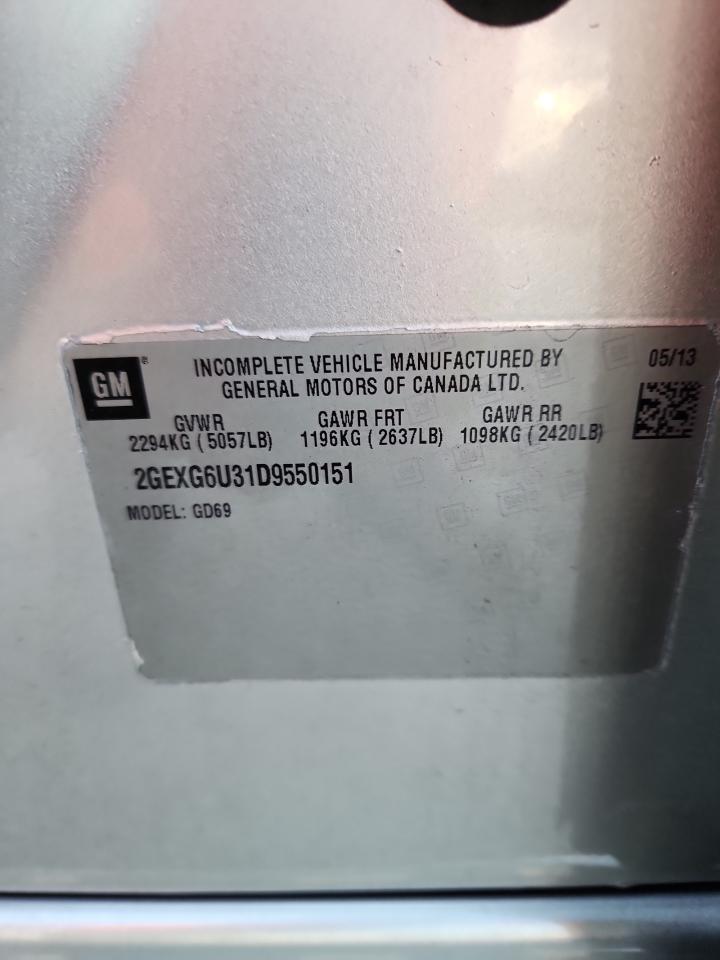 GM ®
INCOMPLETE VEHICLE MANUFACTURED BY
GENERAL MOTORS OF CANADA LTD.
05/13
GVWR GAWR FRT GAWR RR
2294KG (5057LB) 1196KG (2637LB) 1098KG (2420LB)
2GEXG6U31D9550151
MODEL: GD69